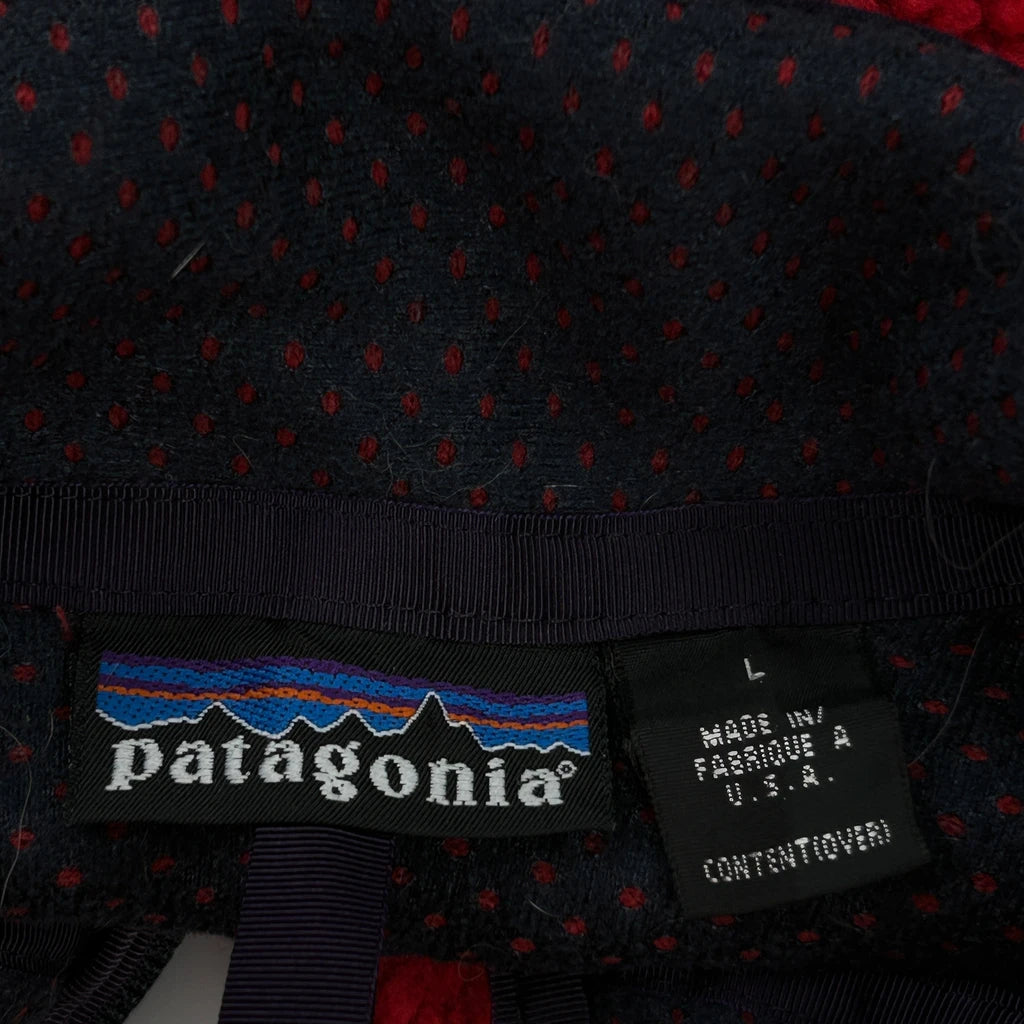 patagonia®
L
MADE IN/
FABRIQUE A
U.S.A.
CONTENT(OVER)